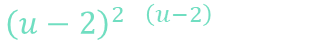 (u − 2)² (u−2)